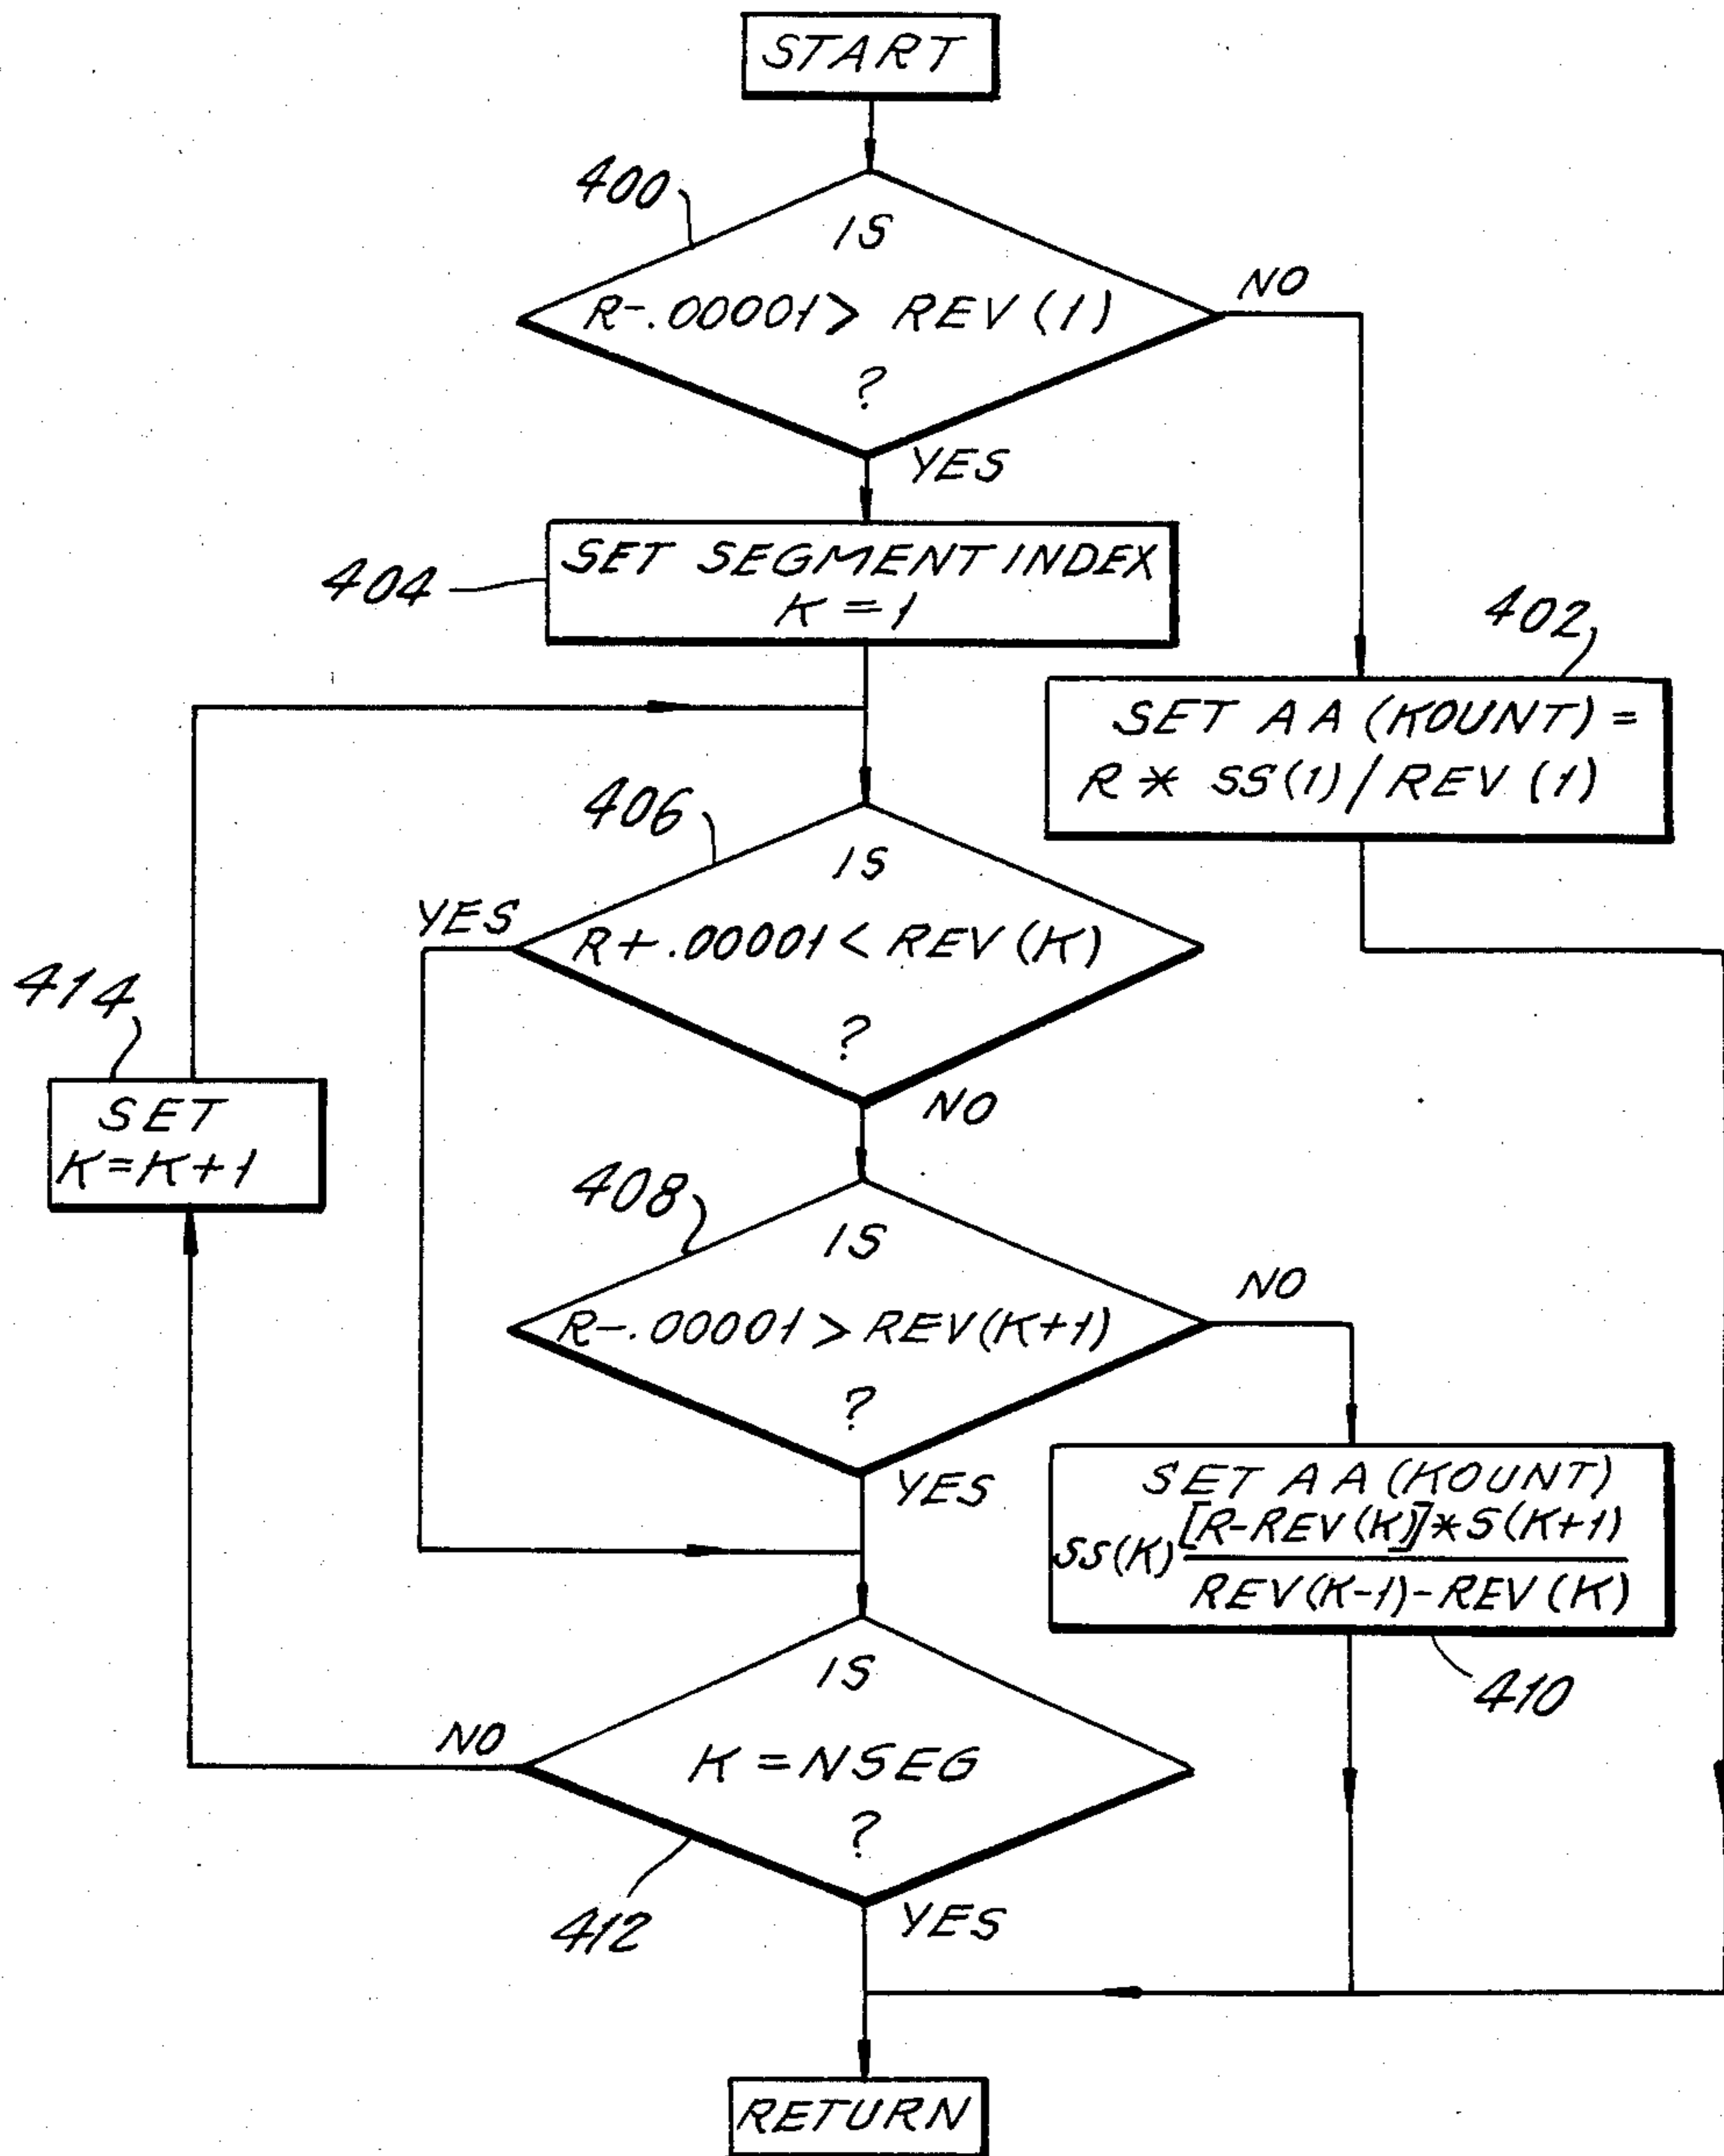 START
400
IS
R-.00001> REV (1)
?
NO
YES
SET SEGMENT INDEX
K = 1
404
402
SET AA (KOUNT) =
R * SS(1) / REV (1)
406
IS
YES
R+.00001 < REV (K)
?
NO
414
SET
K=K+1
408
IS
R-.00001 > REV(K+1)
?
NO
YES
SET AA (KOUNT)
[R-REV(K)]*S(K+1)
SS(K)
REV(K-1)-REV(K)
410
IS
NO
K = NSEG
?
412
YES
RETURN